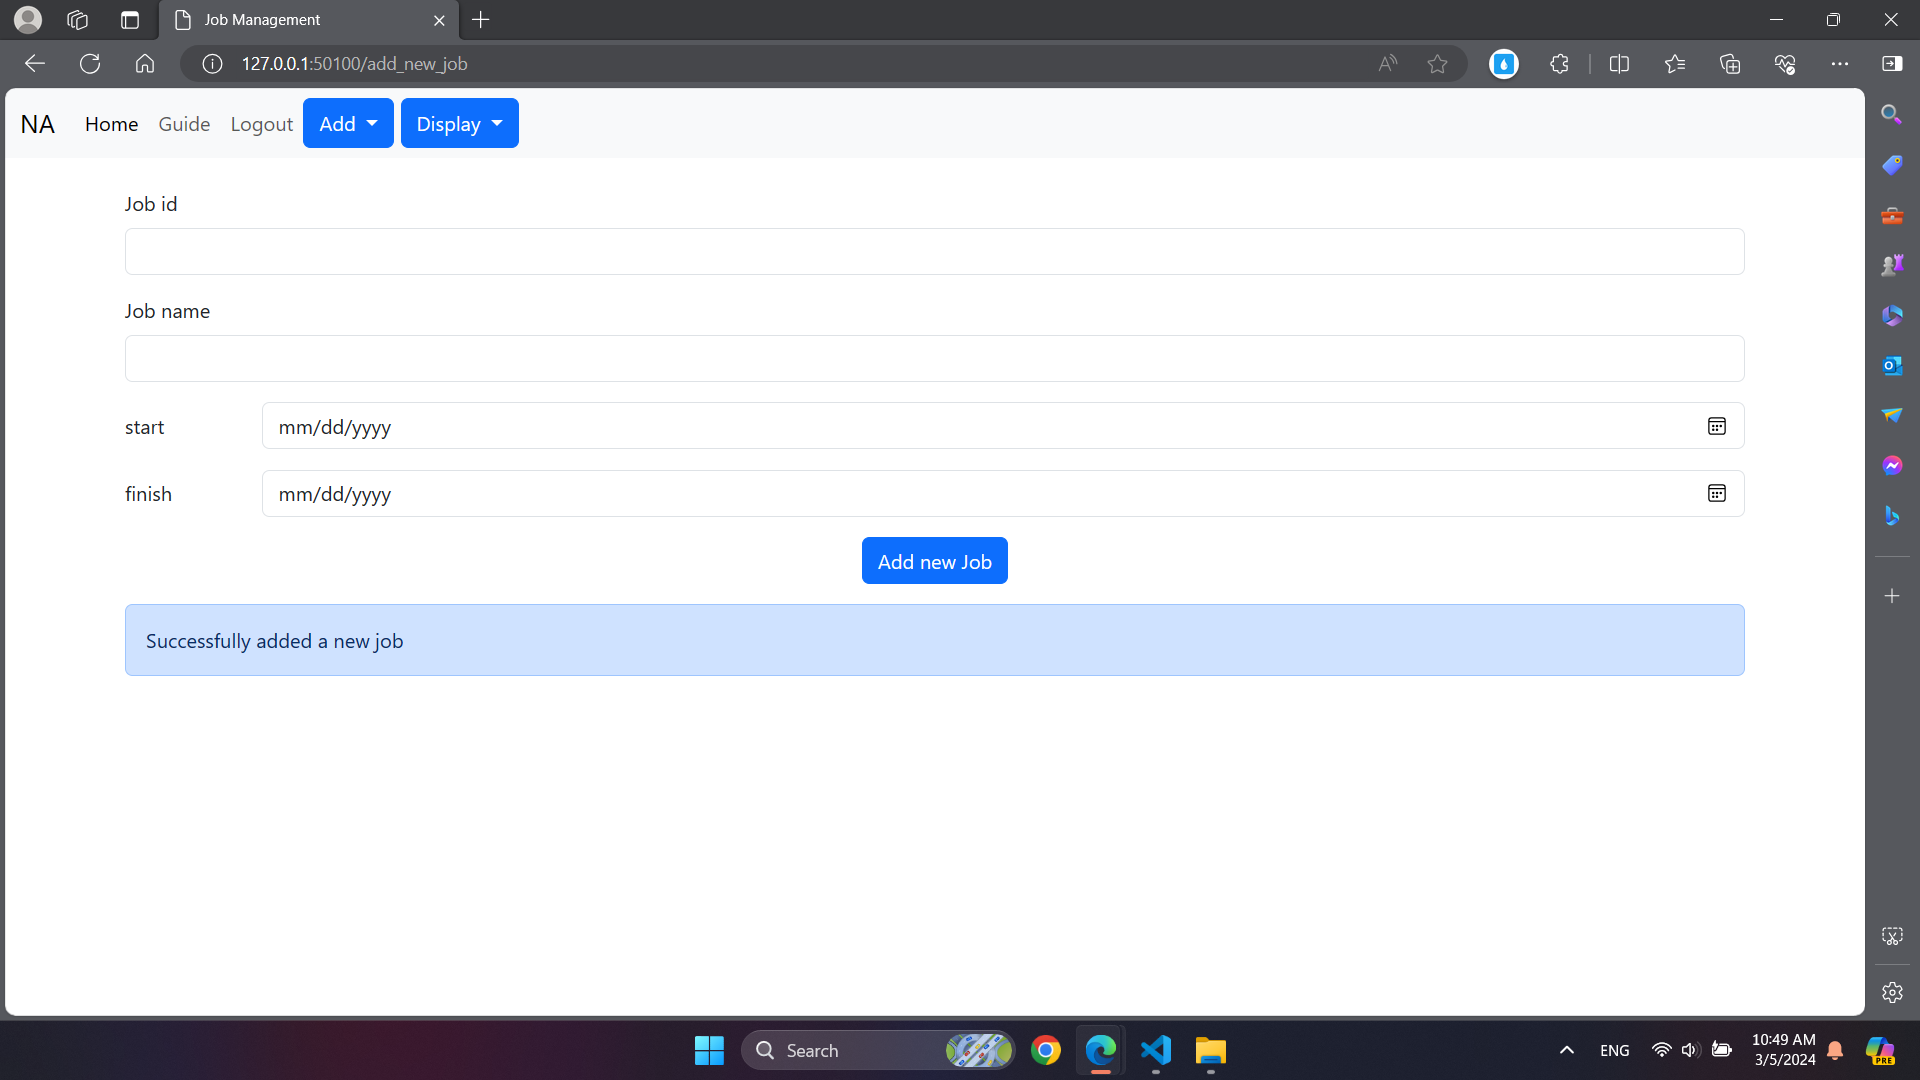 Job Management
127.0.0.1:50100/add_new_job
NA Home Guide Logout Add Display
Job id
Job name
start mm/dd/yyyy
finish mm/dd/yyyy
Add new Job
Successfully added a new job
Search
ENG
10:49 AM
3/5/2024
PRE